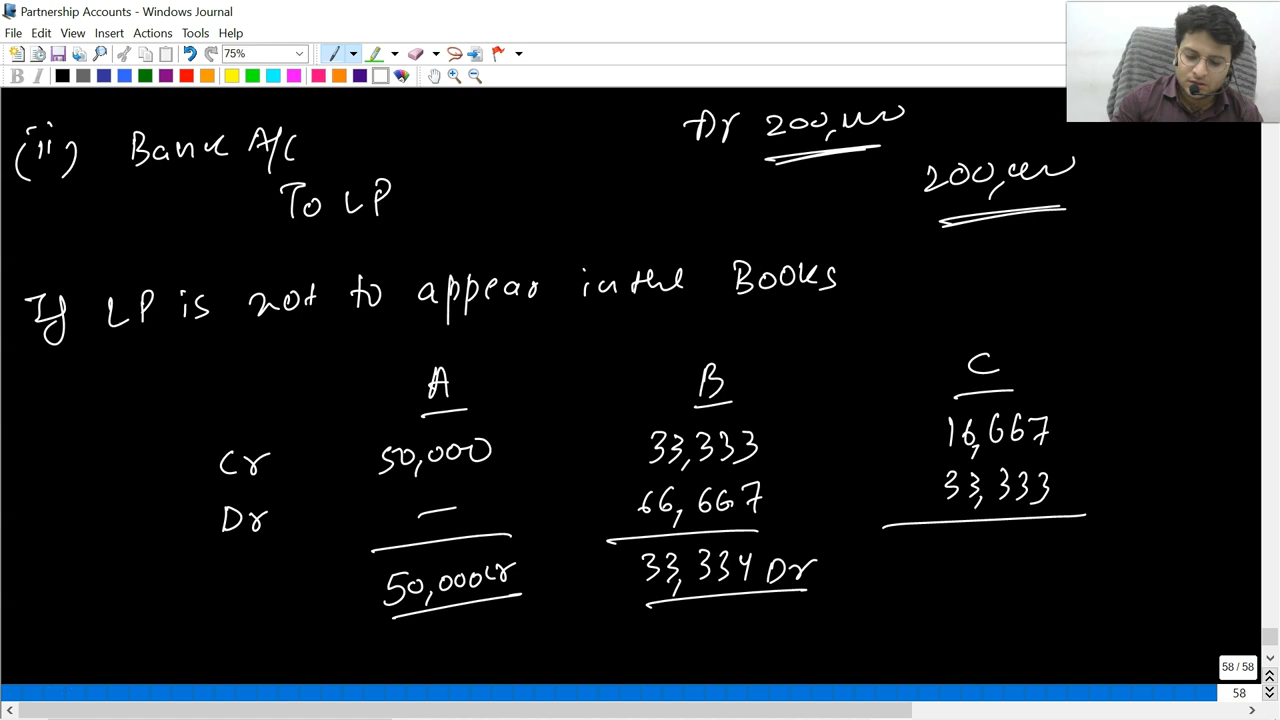 Partnership Accounts - Windows Journal
File Edit View Insert Actions Tools Help
75%
B I
(ii) Bank A/C Dr 200,000
To LP 200,000
If LP is not to appear in the Books
A B C
Cr 50,000 33,333 16,667
Dr — 66,667 33,333
50,000 Cr 33,334 Dr
58 / 58
58